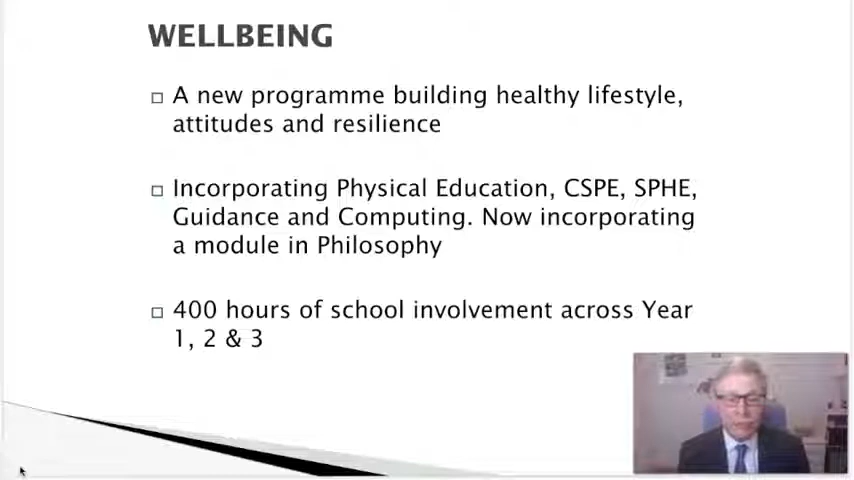 WELLBEING
A new programme building healthy lifestyle,
attitudes and resilience
Incorporating Physical Education, CSPE, SPHE,
Guidance and Computing. Now incorporating
a module in Philosophy
400 hours of school involvement across Year
1, 2 & 3